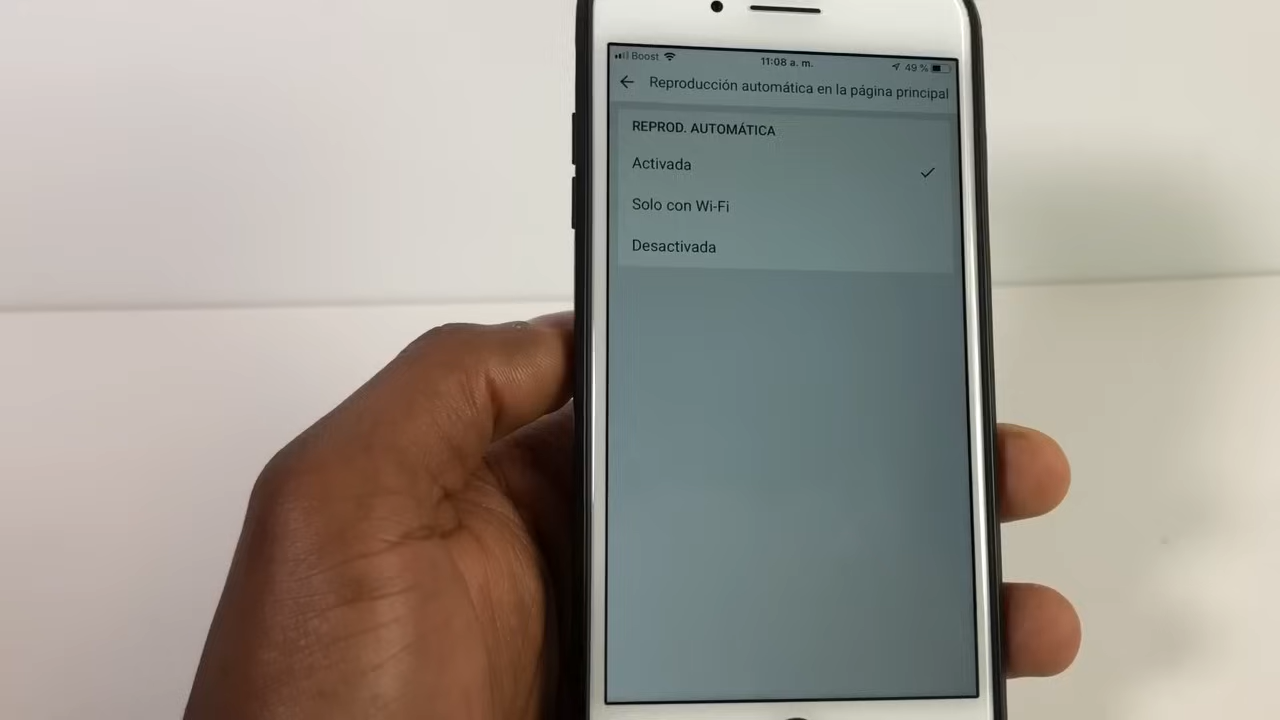 Boost
11:08 a. m.
49 %
Reproducción automática en la página principal
REPROD. AUTOMÁTICA
Activada
Solo con Wi-Fi
Desactivada